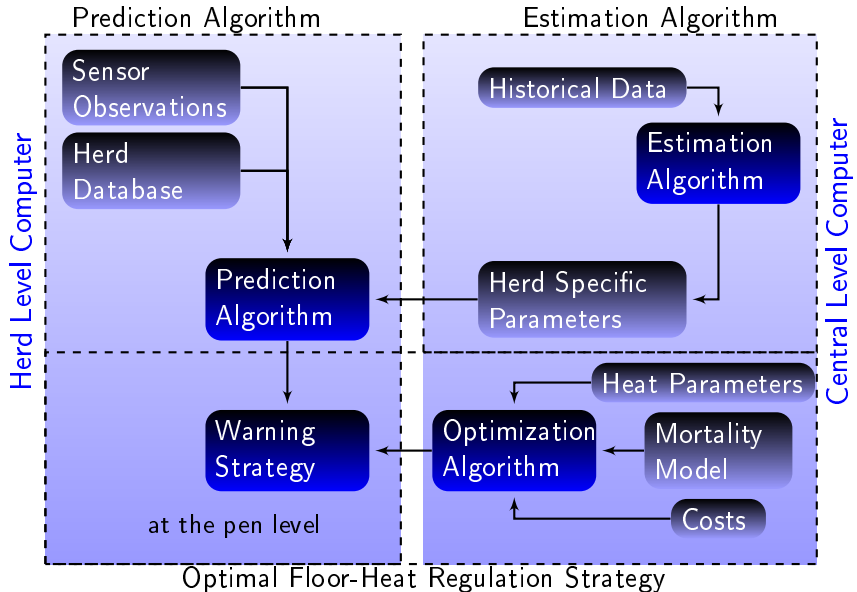 Prediction Algorithm
Estimation Algorithm
Herd Level Computer
Sensor
Observations
Herd
Database
Prediction
Algorithm
Historical Data
Estimation
Algorithm
Herd Specific
Parameters
Central Level Computer
Warning
Strategy
at the pen level
Optimization
Algorithm
Heat Parameters
Mortality
Model
Costs
Optimal Floor-Heat Regulation Strategy